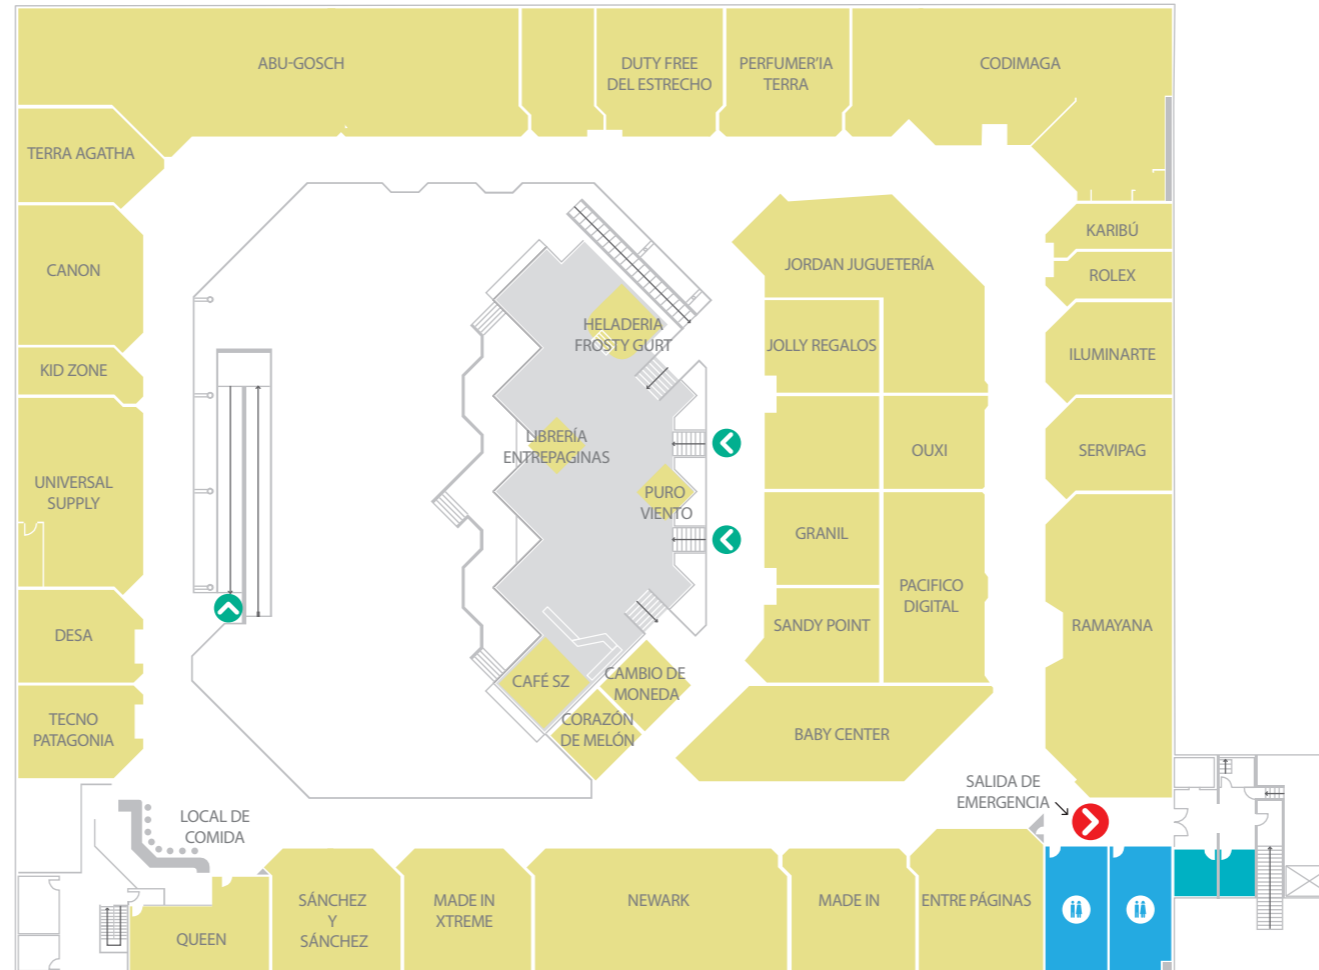 ABU-GOSCH
DUTY FREE
DEL ESTRECHO
PERFUMER'IA
TERRA
CODIMAGA
TERRA AGATHA
CANON
KID ZONE
UNIVERSAL
SUPPLY
DESA
TECNO
PATAGONIA
LOCAL DE
COMIDA
HELADERIA
FROSTY GURT
LIBRERÍA
ENTREPAGINAS
PURO
VIENTO
CAFÉ SZ
CAMBIO DE
MONEDA
CORAZÓN
DE MELÓN
JORDAN JUGUETERÍA
JOLLY REGALOS
OUXI
GRANIL
PACIFICO
DIGITAL
SANDY POINT
BABY CENTER
KARIBÚ
ROLEX
ILUMINARTE
SERVIPAG
RAMAYANA
SALIDA DE
EMERGENCIA
QUEEN
SÁNCHEZ
Y
SÁNCHEZ
MADE IN
XTREME
NEWARK
MADE IN
ENTRE PÁGINAS